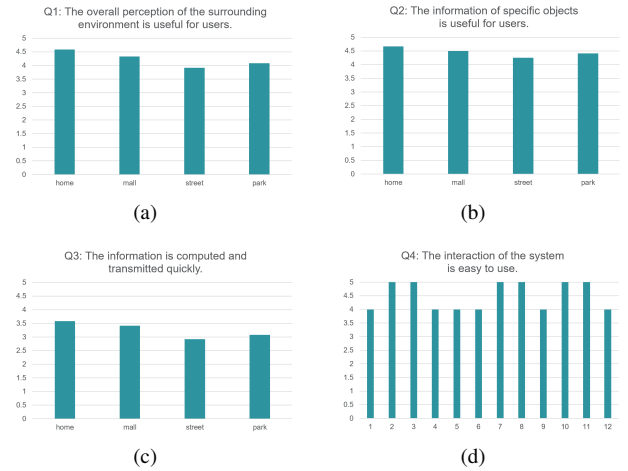 Q1: The overall perception of the surrounding
environment is useful for users.
5
4.5
4
3.5
3
2.5
2
1.5
1
0.5
0
home mall street park
(a)
Q2: The information of specific objects
is useful for users.
5
4.5
4
3.5
3
2.5
2
1.5
1
0.5
0
home mall street park
(b)
Q3: The information is computed and
transmitted quickly.
5
4.5
4
3.5
3
2.5
2
1.5
1
0.5
0
home mall street park
(c)
Q4: The interaction of the system
is easy to use.
5
4.5
4
3.5
3
2.5
2
1.5
1
0.5
0
1 2 3 4 5 6 7 8 9 10 11 12
(d)